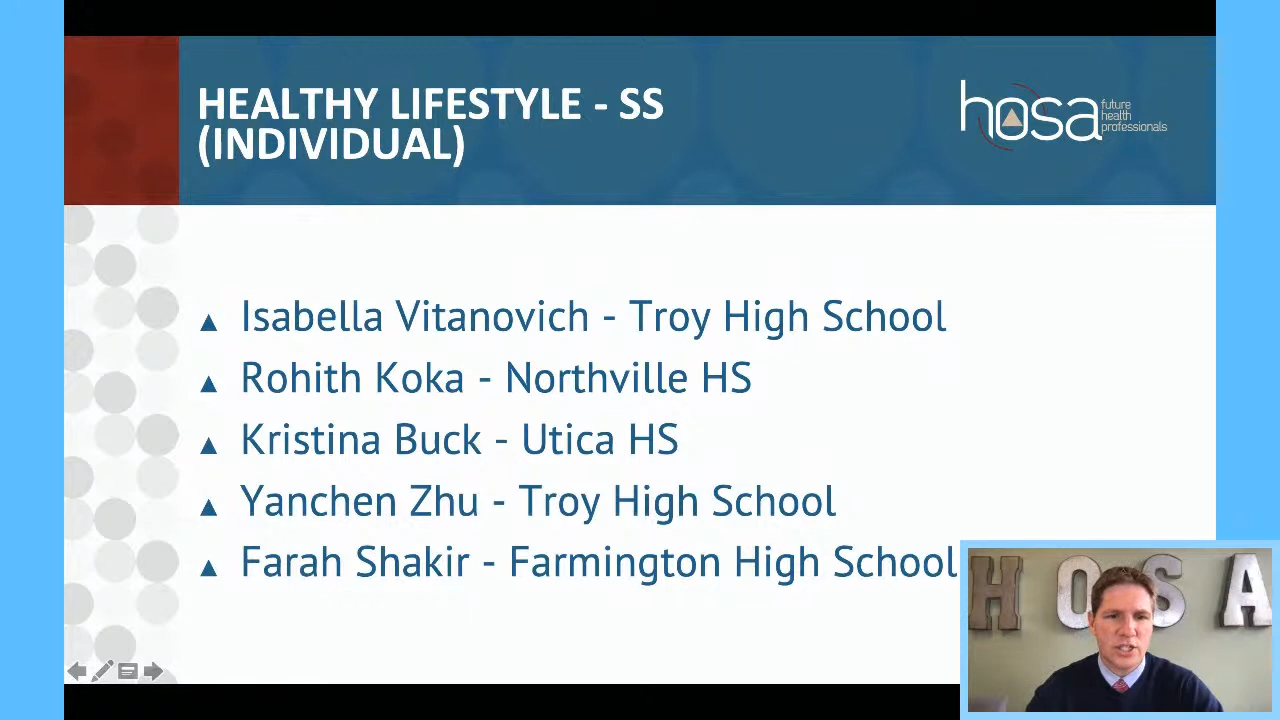 HEALTHY LIFESTYLE - SS
(INDIVIDUAL)
hosa future health professionals
Isabella Vitanovich - Troy High School
Rohith Koka - Northville HS
Kristina Buck - Utica HS
Yanchen Zhu - Troy High School
Farah Shakir - Farmington High School
HOSA